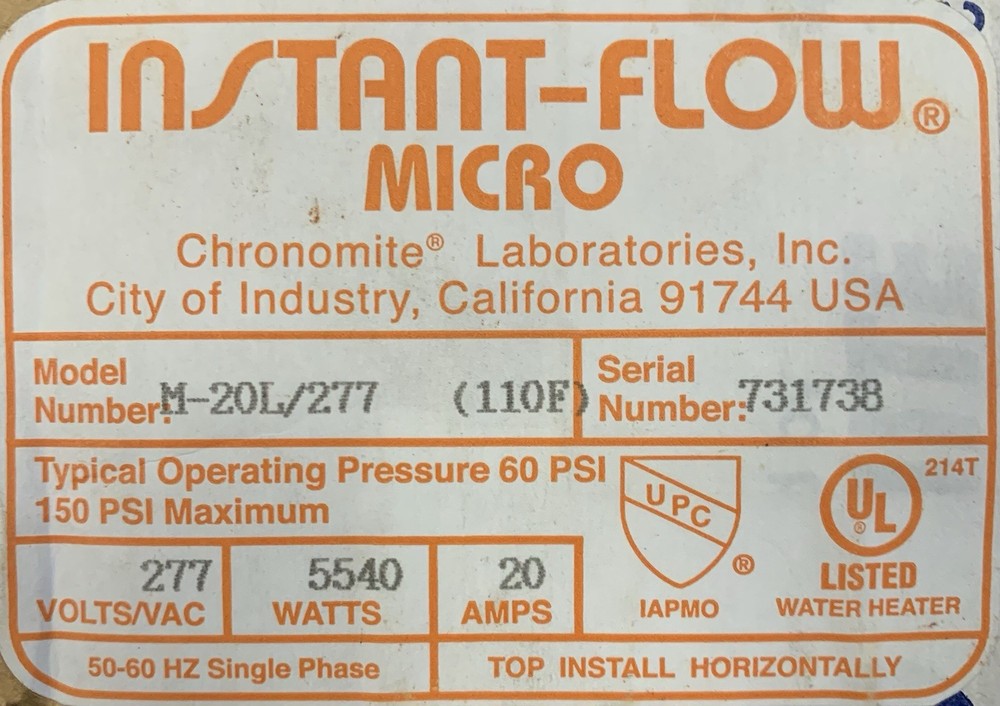 INSTANT-FLOW®
MICRO
Chronomite® Laboratories, Inc.
City of Industry, California 91744 USA
Model
Number: M-20L/277 (110F)
Serial
Number: 731738
Typical Operating Pressure 60 PSI
150 PSI Maximum
277
VOLTS/VAC
5540
WATTS
20
AMPS
UPC
®
IAPMO
214T
UL
®
LISTED
WATER HEATER
50-60 HZ Single Phase
TOP INSTALL HORIZONTALLY